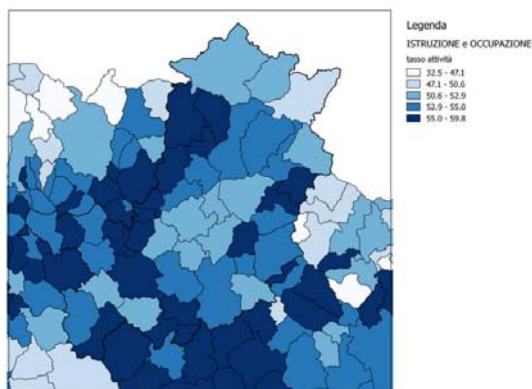 Legenda
ISTRUZIONE e OCCUPAZIONE
tasso attività
32.5 - 47.1
47.1 - 50.6
50.6 - 52.9
52.9 - 55.0
55.0 - 59.8